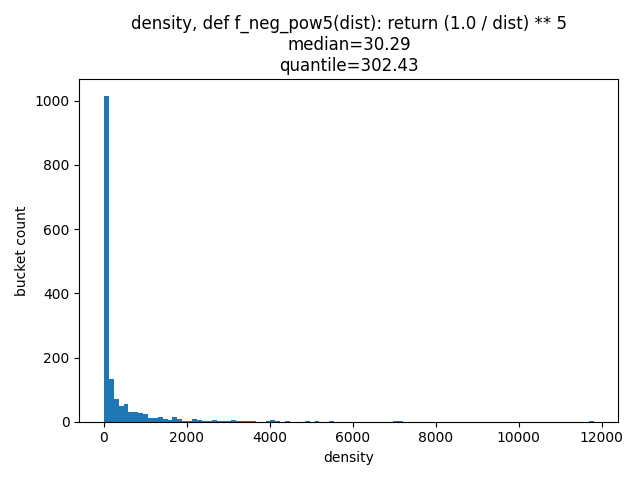 density, def f_neg_pow5(dist): return (1.0 / dist) ** 5
median=30.29
quantile=302.43
1000
800
600
400
200
0
bucket count
0 2000 4000 6000 8000 10000 12000
density